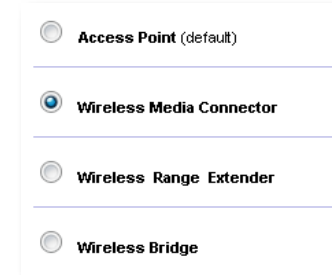 Access Point (default)
Wireless Media Connector
Wireless Range Extender
Wireless Bridge